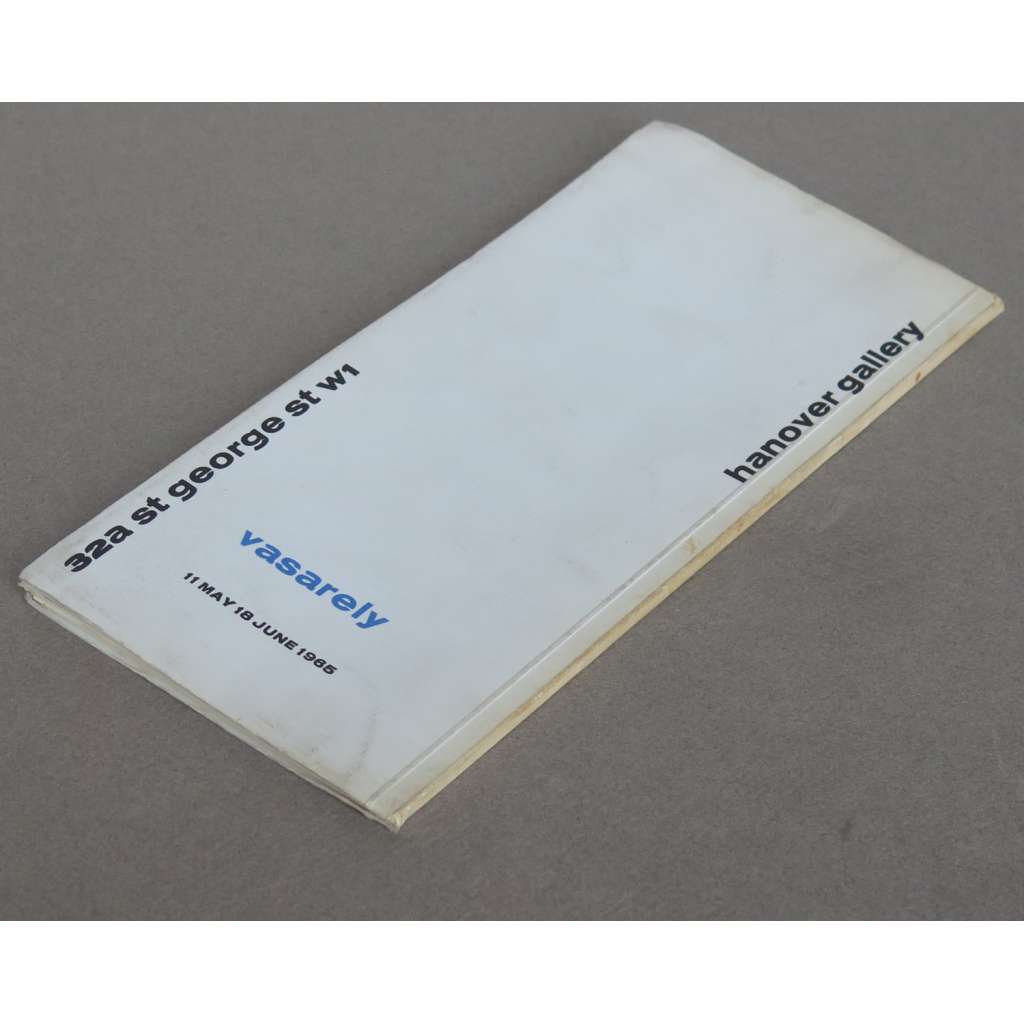 32a st george st w1
vasarely
11 MAY 18 JUNE 1965
hanover gallery